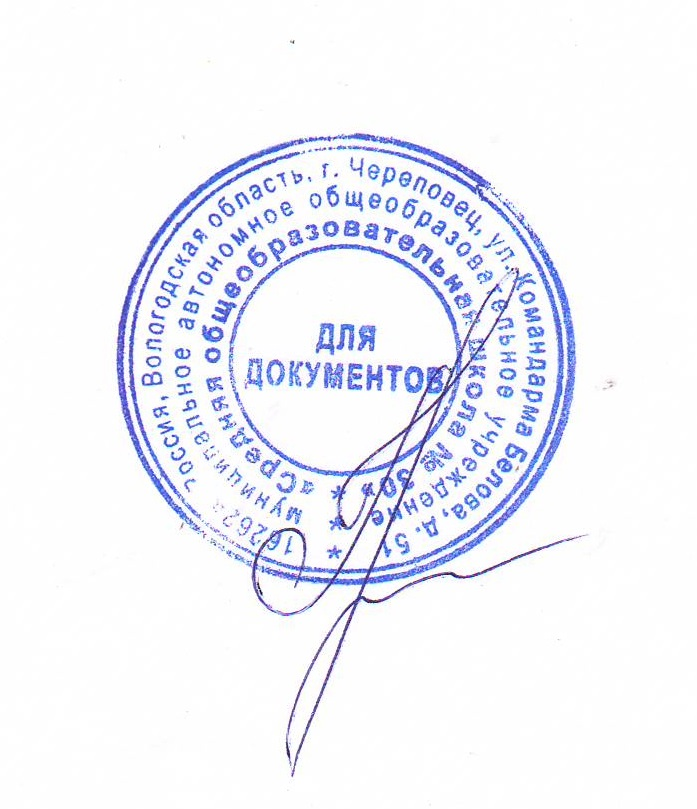 Россия, Вологодская область, г. Череповец, ул. Командарма Белова, д. 51 *
муниципальное автономное общеобразовательное учреждение *
«Средняя общеобразовательная школа № 30» *
ДЛЯ
ДОКУМЕНТОВ